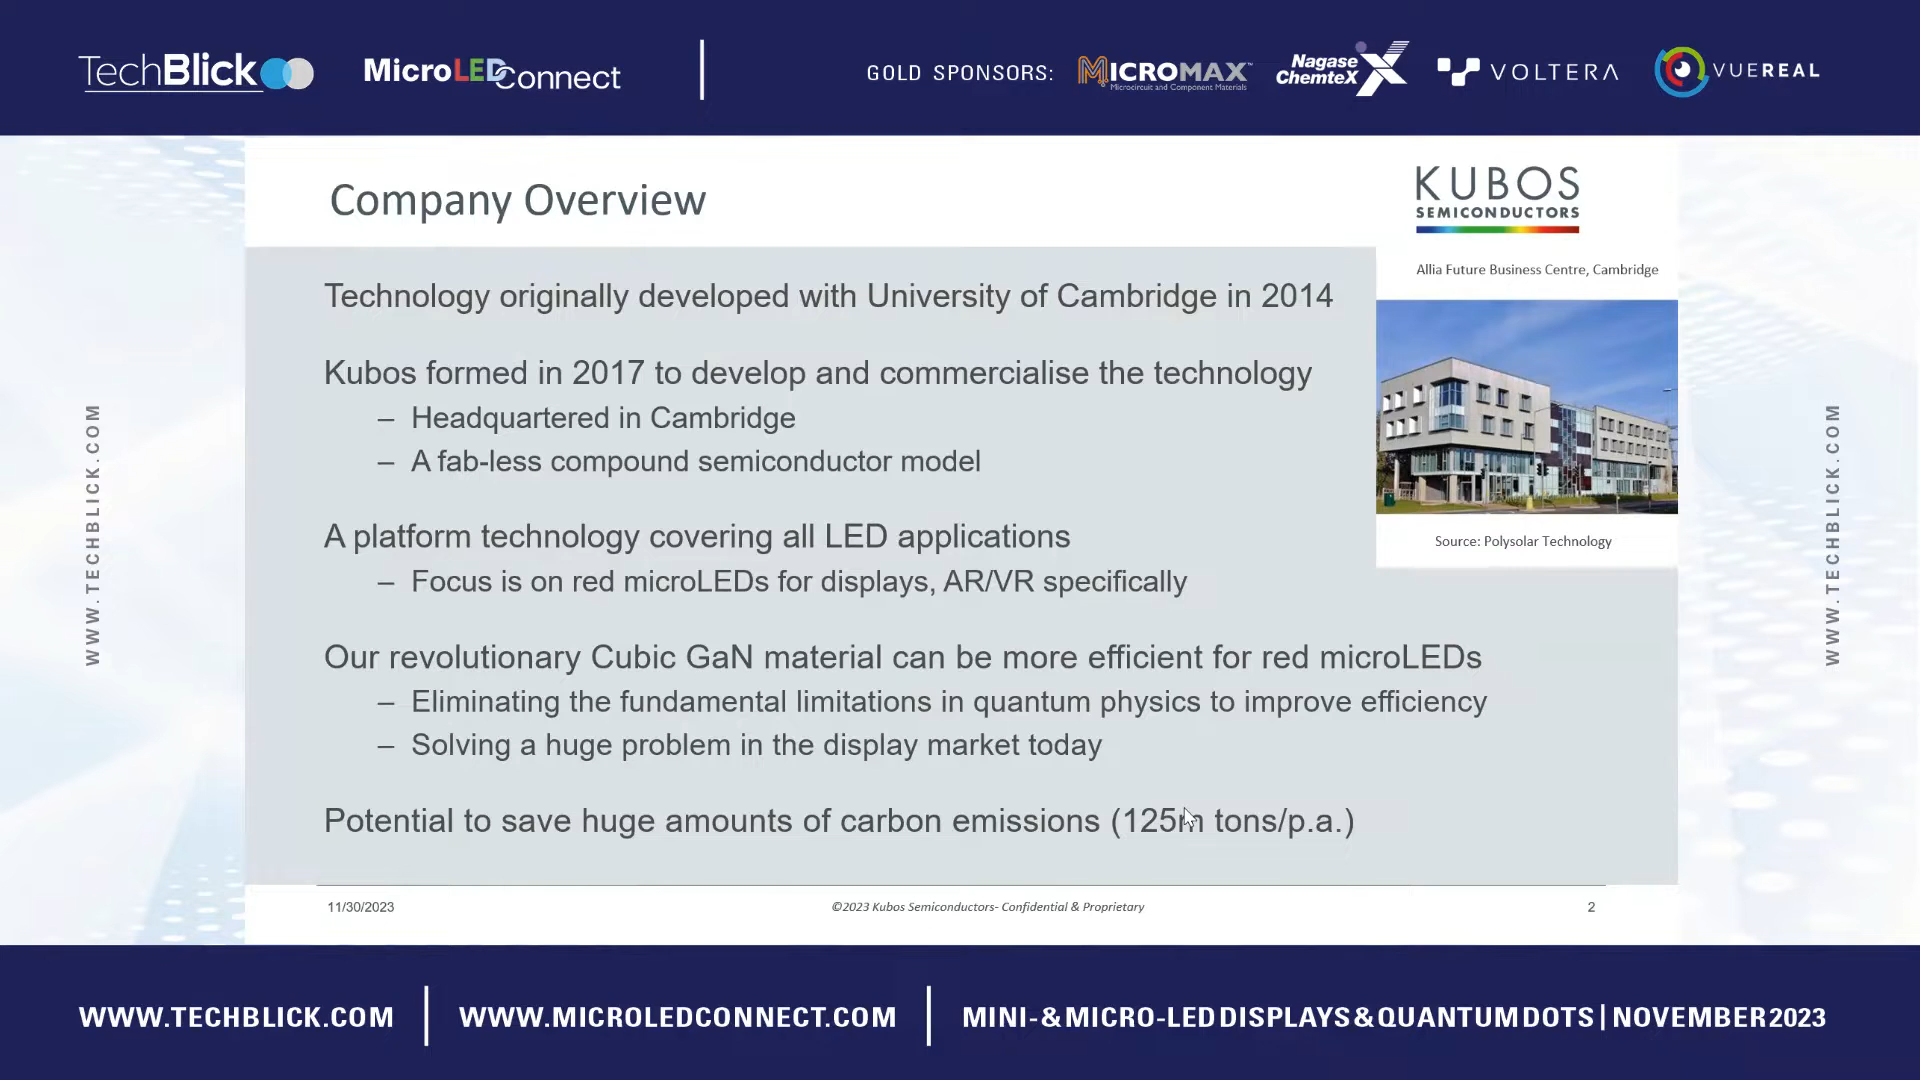 TechBlick
MicroLED Connect
GOLD SPONSORS:
MICROMAX™
Microcircuit and Component Materials
Nagase
ChemteX
VOLTERA
VUEREAL
Company Overview
KUBOS
SEMICONDUCTORS
Allia Future Business Centre, Cambridge
Technology originally developed with University of Cambridge in 2014
Kubos formed in 2017 to develop and commercialise the technology
– Headquartered in Cambridge
– A fab-less compound semiconductor model
Source: Polysolar Technology
A platform technology covering all LED applications
– Focus is on red microLEDs for displays, AR/VR specifically
Our revolutionary Cubic GaN material can be more efficient for red microLEDs
– Eliminating the fundamental limitations in quantum physics to improve efficiency
– Solving a huge problem in the display market today
Potential to save huge amounts of carbon emissions (125m tons/p.a.)
11/30/2023
©2023 Kubos Semiconductors- Confidential & Proprietary
2
WWW.TECHBLICK.COM
WWW.TECHBLICK.COM
WWW.TECHBLICK.COM
WWW.MICROLEDCONNECT.COM
MINI- & MICRO-LED DISPLAYS & QUANTUM DOTS | NOVEMBER 2023